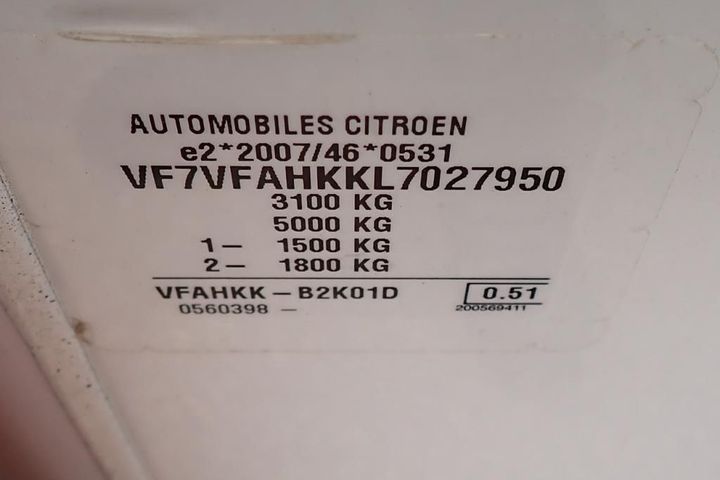 AUTOMOBILES CITROEN
e2*2007/46*0531
VF7VFAHKKL7027950
3100 KG
5000 KG
1– 1500 KG
2– 1800 KG
VFAHKK – B2K01D 0.51
0560398 – 200569411